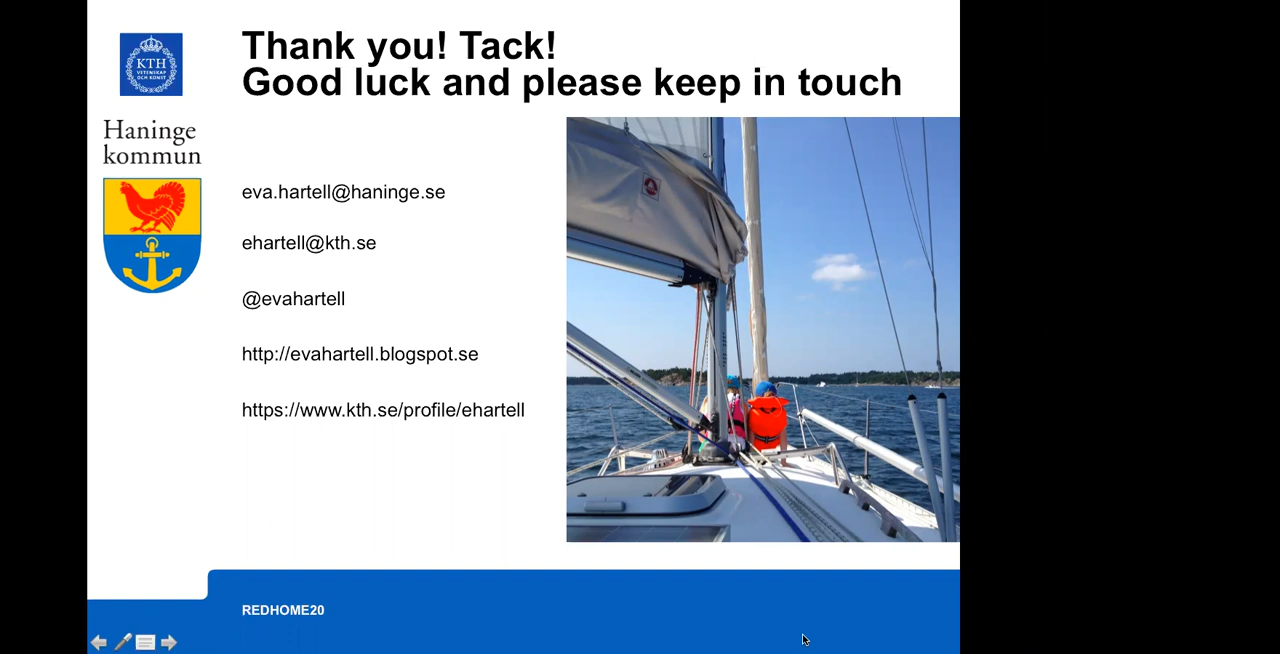 Thank you! Tack!
Good luck and please keep in touch
KTH
VETENSKAP
OCH KONST
Haninge
kommun
eva.hartell@haninge.se
ehartell@kth.se
@evahartell
http://evahartell.blogspot.se
https://www.kth.se/profile/ehartell
REDHOME20